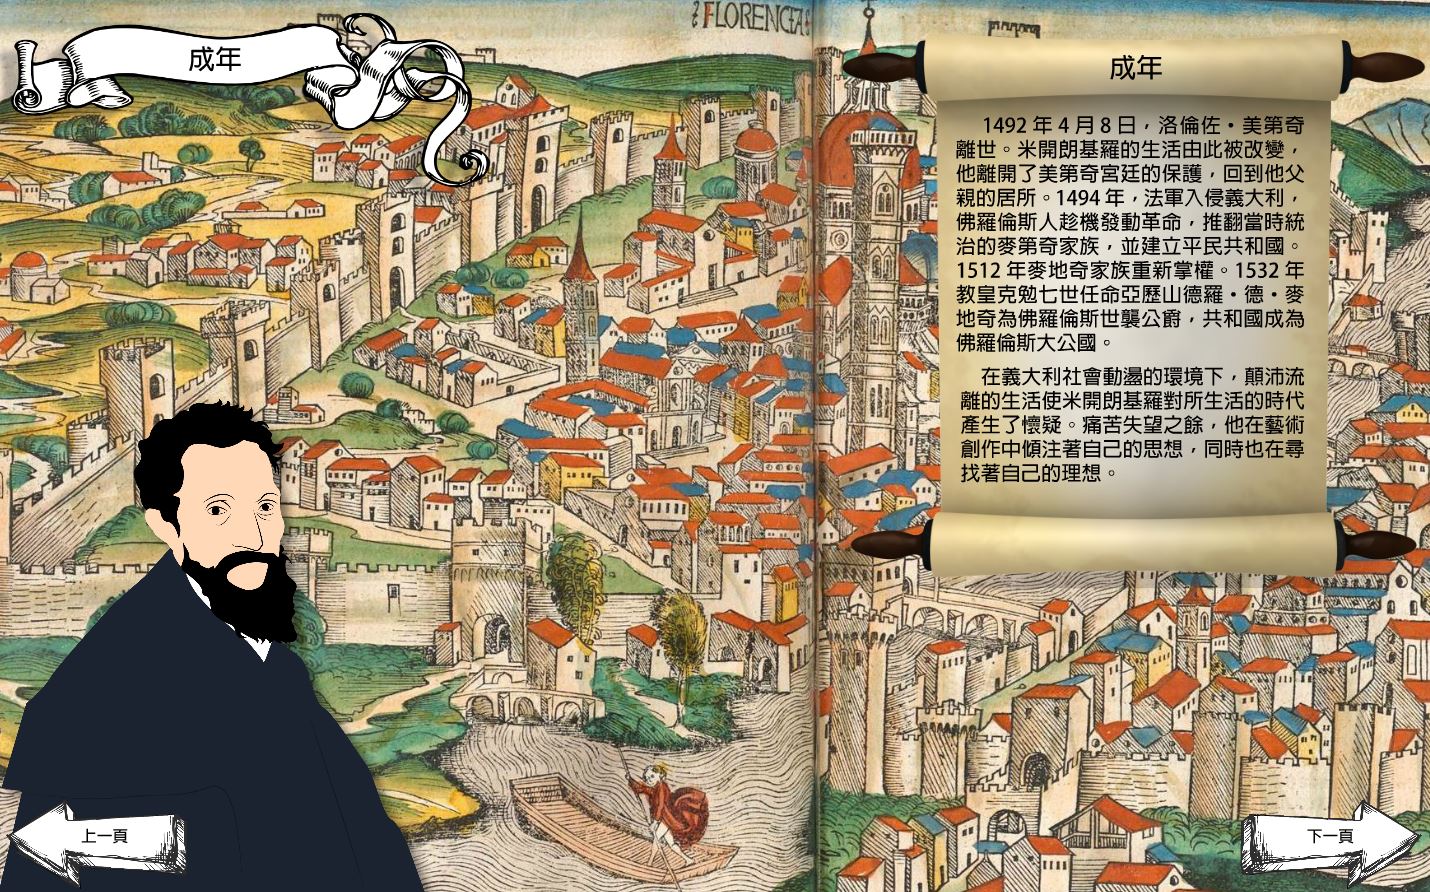 FLORENCIA
成年
成年
1492 年 4 月 8 日，洛倫佐・美第奇
離世。米開朗基羅的生活由此被改變，
他離開了美第奇宮廷的保護，回到他父
親的居所。1494 年，法軍入侵義大利，
佛羅倫斯人趁機發動革命，推翻當時統
治的麥第奇家族，並建立平民共和國。
1512 年麥地奇家族重新掌權。1532 年
教皇克勉七世任命亞歷山德羅・德・麥
地奇為佛羅倫斯世襲公爵，共和國成為
佛羅倫斯大公國。
在義大利社會動盪的環境下，顛沛流
離的生活使米開朗基羅對所生活的時代
產生了懷疑。痛苦失望之餘，他在藝術
創作中傾注著自己的思想，同時也在尋
找著自己的理想。
上一頁
下一頁